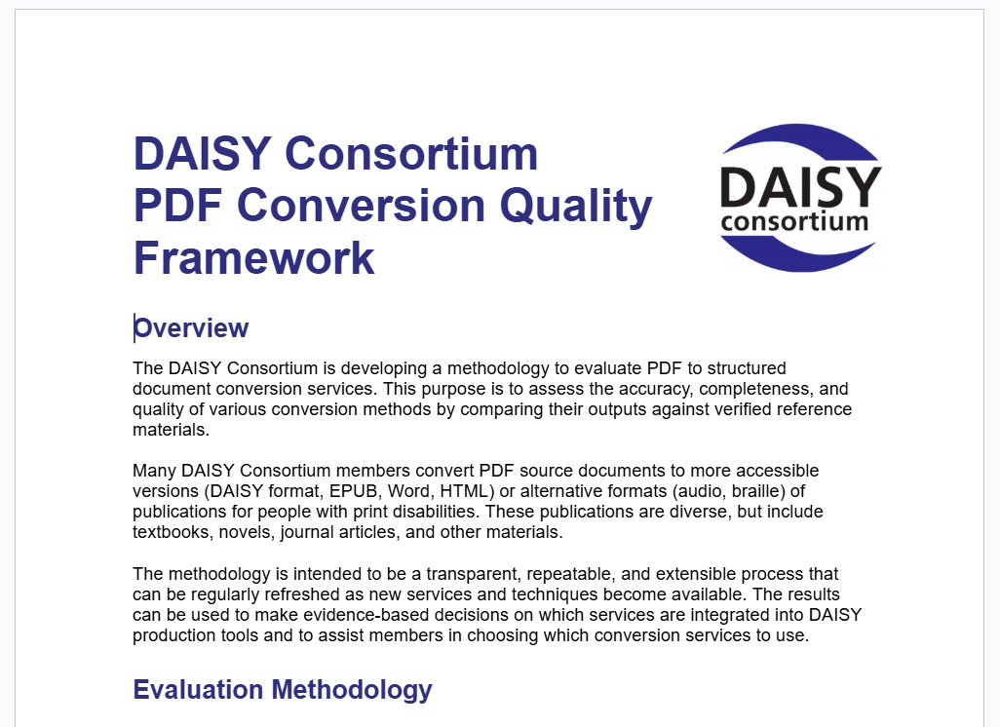 DAISY Consortium
PDF Conversion Quality
Framework
DAISY
consortium
Overview
The DAISY Consortium is developing a methodology to evaluate PDF to structured
document conversion services. This purpose is to assess the accuracy, completeness, and
quality of various conversion methods by comparing their outputs against verified reference
materials.
Many DAISY Consortium members convert PDF source documents to more accessible
versions (DAISY format, EPUB, Word, HTML) or alternative formats (audio, braille) of
publications for people with print disabilities. These publications are diverse, but include
textbooks, novels, journal articles, and other materials.
The methodology is intended to be a transparent, repeatable, and extensible process that
can be regularly refreshed as new services and techniques become available. The results
can be used to make evidence-based decisions on which services are integrated into DAISY
production tools and to assist members in choosing which conversion services to use.
Evaluation Methodology